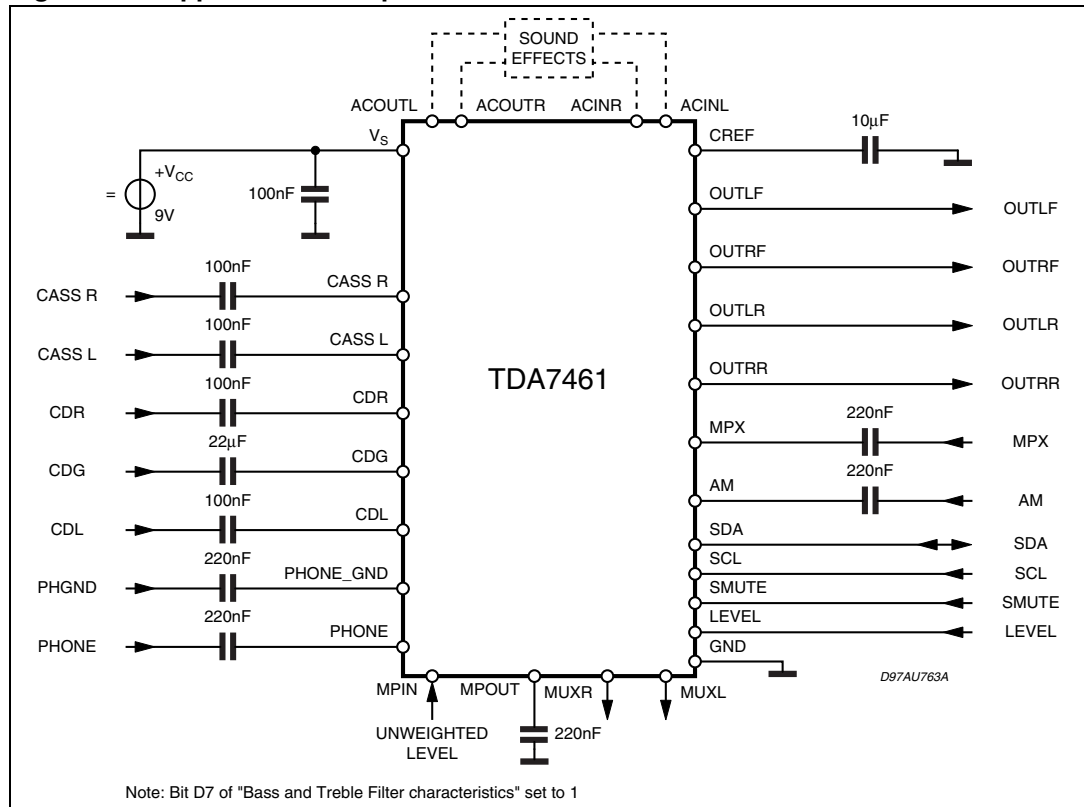 SOUND
EFFECTS
ACOUTL
ACOUTR
ACINR
ACINL
VS
+VCC
=
9V
100nF
CREF
10µF
OUTLF
OUTLF
OUTRF
OUTRF
OUTLR
OUTLR
OUTRR
OUTRR
CASS R
100nF
CASS R
CASS L
100nF
CASS L
CDR
100nF
CDR
CDG
22µF
CDG
CDL
100nF
CDL
PHGND
220nF
PHONE_GND
PHONE
220nF
PHONE
TDA7461
MPX
220nF
MPX
AM
220nF
AM
SDA
SDA
SCL
SCL
SMUTE
SMUTE
LEVEL
LEVEL
GND
D97AU763A
MPIN
MPOUT
MUXR
MUXL
UNWEIGHTED
LEVEL
220nF
Note: Bit D7 of "Bass and Treble Filter characteristics" set to 1